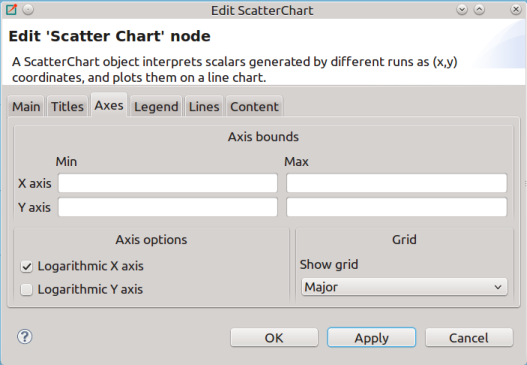 Edit ScatterChart
Edit 'Scatter Chart' node
A ScatterChart object interprets scalars generated by different runs as (x,y)
coordinates, and plots them on a line chart.
Main Titles Axes Legend Lines Content
Axis bounds
Min Max
X axis
Y axis
Axis options Grid
Logarithmic X axis Show grid
Logarithmic Y axis Major
? OK Apply Cancel